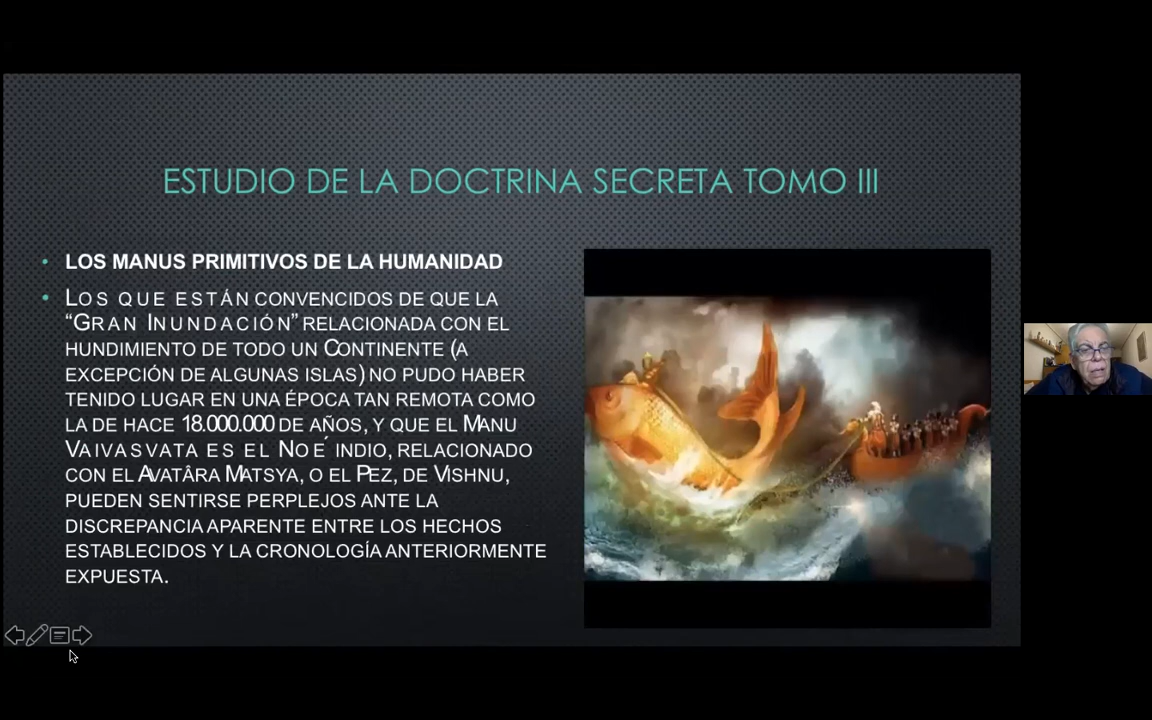 ESTUDIO DE LA DOCTRINA SECRETA TOMO III
• LOS MANUS PRIMITIVOS DE LA HUMANIDAD
• LOS QUE ESTÁN CONVENCIDOS DE QUE LA
“GRAN INUNDACIÓN” RELACIONADA CON EL
HUNDIMIENTO DE TODO UN CONTINENTE (A
EXCEPCIÓN DE ALGUNAS ISLAS) NO PUDO HABER
TENIDO LUGAR EN UNA ÉPOCA TAN REMOTA COMO
LA DE HACE 18.000.000 DE AÑOS, Y QUE EL MANU
VAIVASVATA ES EL NOÉ INDIO, RELACIONADO
CON EL AVATÂRA MATSYA, O EL PEZ, DE VISHNU,
PUEDEN SENTIRSE PERPLEJOS ANTE LA
DISCREPANCIA APARENTE ENTRE LOS HECHOS
ESTABLECIDOS Y LA CRONOLOGÍA ANTERIORMENTE
EXPUESTA.